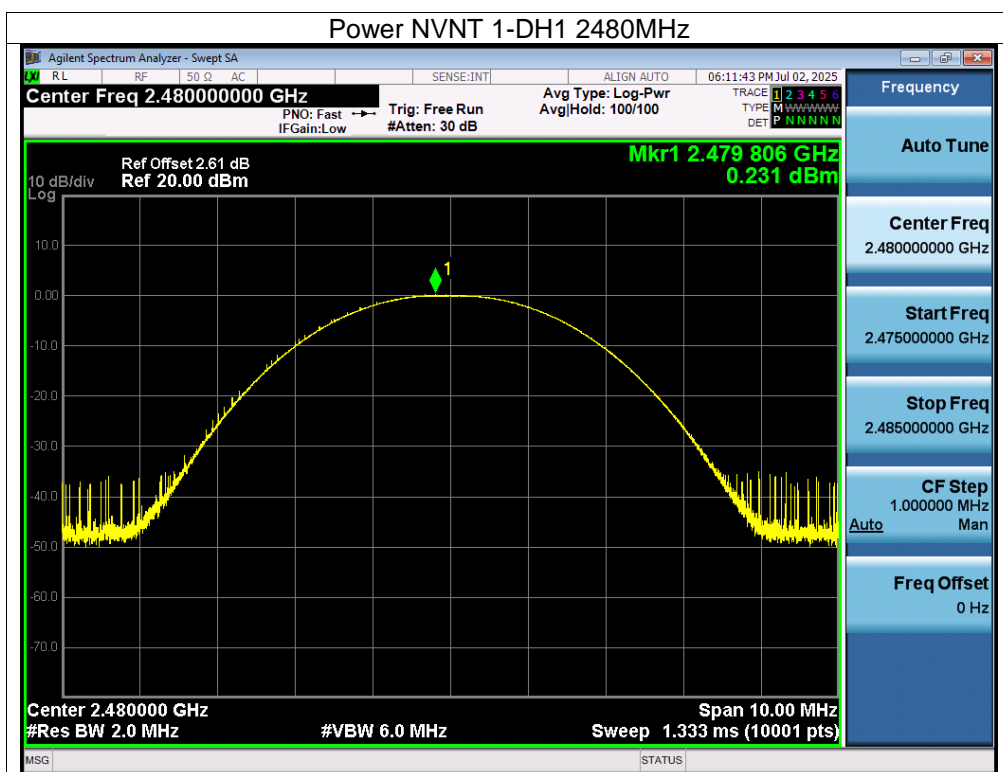 Power NVNT 1-DH1 2480MHz
Agilent Spectrum Analyzer - Swept SA
LXI RL RF 50 Ω AC SENSE:INT ALIGN AUTO 06:11:43 PM Jul 02, 2025
Center Freq 2.480000000 GHz
PNO: Fast
IFGain:Low
Trig: Free Run
#Atten: 30 dB
Avg Type: Log-Pwr
Avg|Hold: 100/100
TRACE 1 2 3 4 5 6
TYPE M WWWWW
DET P N N N N N
Ref Offset 2.61 dB
10 dB/div Ref 20.00 dBm
Log
Mkr1 2.479 806 GHz
0.231 dBm
10.0
0.00
-10.0
-20.0
-30.0
-40.0
-50.0
-60.0
-70.0
1
Center 2.480000 GHz Span 10.00 MHz
#Res BW 2.0 MHz #VBW 6.0 MHz Sweep 1.333 ms (10001 pts)
MSG STATUS
Frequency
Auto Tune
Center Freq
2.480000000 GHz
Start Freq
2.475000000 GHz
Stop Freq
2.485000000 GHz
CF Step
1.000000 MHz
Auto Man
Freq Offset
0 Hz